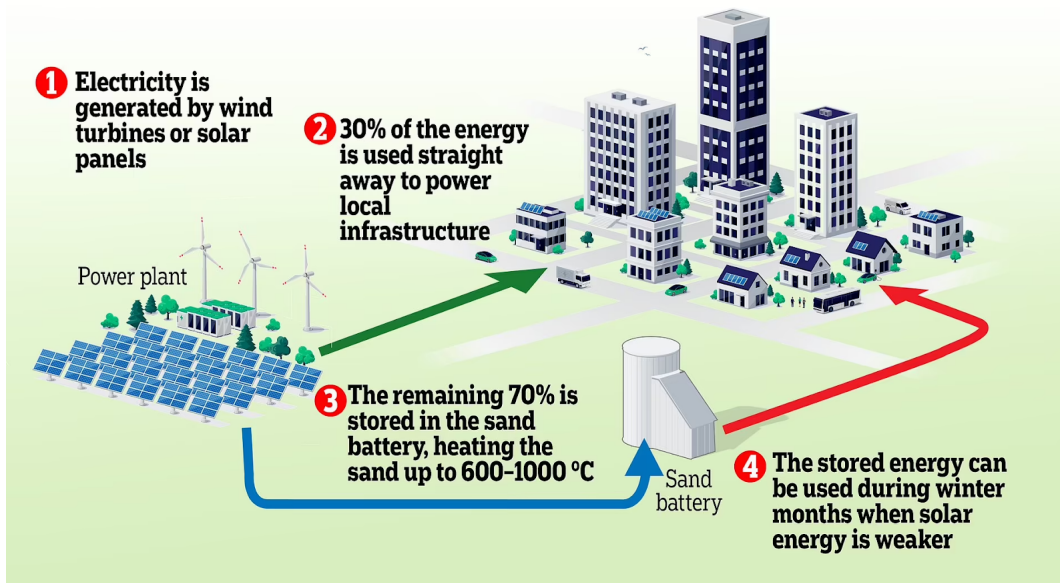 1 Electricity is
generated by wind
turbines or solar
panels
2 30% of the energy
is used straight
away to power
local
infrastructure
Power plant
3 The remaining 70% is
stored in the sand
battery, heating the
sand up to 600–1000 ºC
Sand
battery
4 The stored energy can
be used during winter
months when solar
energy is weaker